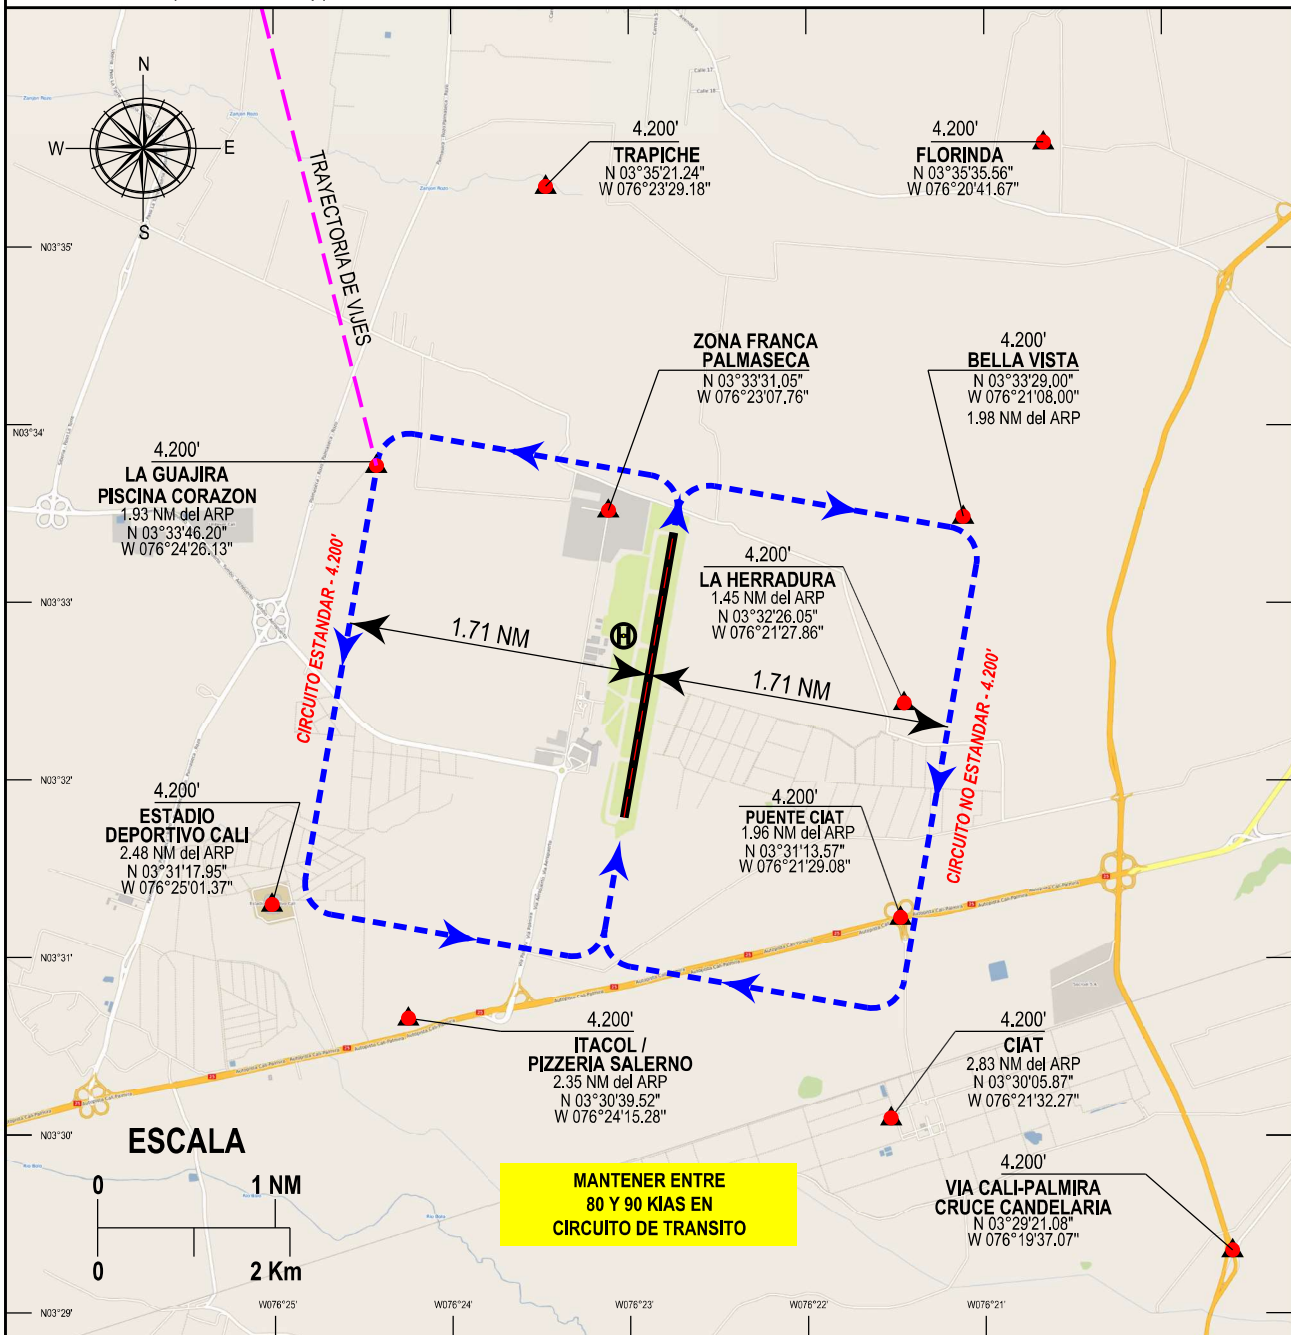 N
W
E
S
TRAYECTORIA DE VIJES
4.200'
TRAPICHE
N 03°35'21.24"
W 076°23'29.18"
4.200'
FLORINDA
N 03°35'35.56"
W 076°20'41.67"
Calle 17
Calle 16
Zanjon Rozo
Zanjon Rozo
N03°35'
ZONA FRANCA
PALMASECA
N 03°33'31.05"
W 076°23'07.76"
4.200'
BELLA VISTA
N 03°33'29.00"
W 076°21'08.00"
1.98 NM del ARP
N03°34'
4.200'
LA GUAJIRA
PISCINA CORAZON
1.93 NM del ARP
N 03°33'46.20"
W 076°24'26.13"
CIRCUITO ESTANDAR - 4.200'
4.200'
LA HERRADURA
1.45 NM del ARP
N 03°32'26.05"
W 076°21'27.86"
N03°33'
1.71 NM
H
1.71 NM
CIRCUITO NO ESTANDAR - 4.200'
N03°32'
4.200'
ESTADIO
DEPORTIVO CALI
2.48 NM del ARP
N 03°31'17.95"
W 076°25'01.37"
4.200'
PUENTE CIAT
1.96 NM del ARP
N 03°31'13.57"
W 076°21'29.08"
N03°31'
4.200'
ITACOL /
PIZZERIA SALERNO
2.35 NM del ARP
N 03°30'39.52"
W 076°24'15.28"
4.200'
CIAT
2.83 NM del ARP
N 03°30'05.87"
W 076°21'32.27"
N03°30'
ESCALA
0
1 NM
0
2 Km
Rio Bolo
MANTENER ENTRE
80 Y 90 KIAS EN
CIRCUITO DE TRANSITO
4.200'
VIA CALI-PALMIRA
CRUCE CANDELARIA
N 03°29'21.08"
W 076°19'37.07"
N03°29'
W076°25'
W076°24'
W076°23'
W076°22'
W076°21'